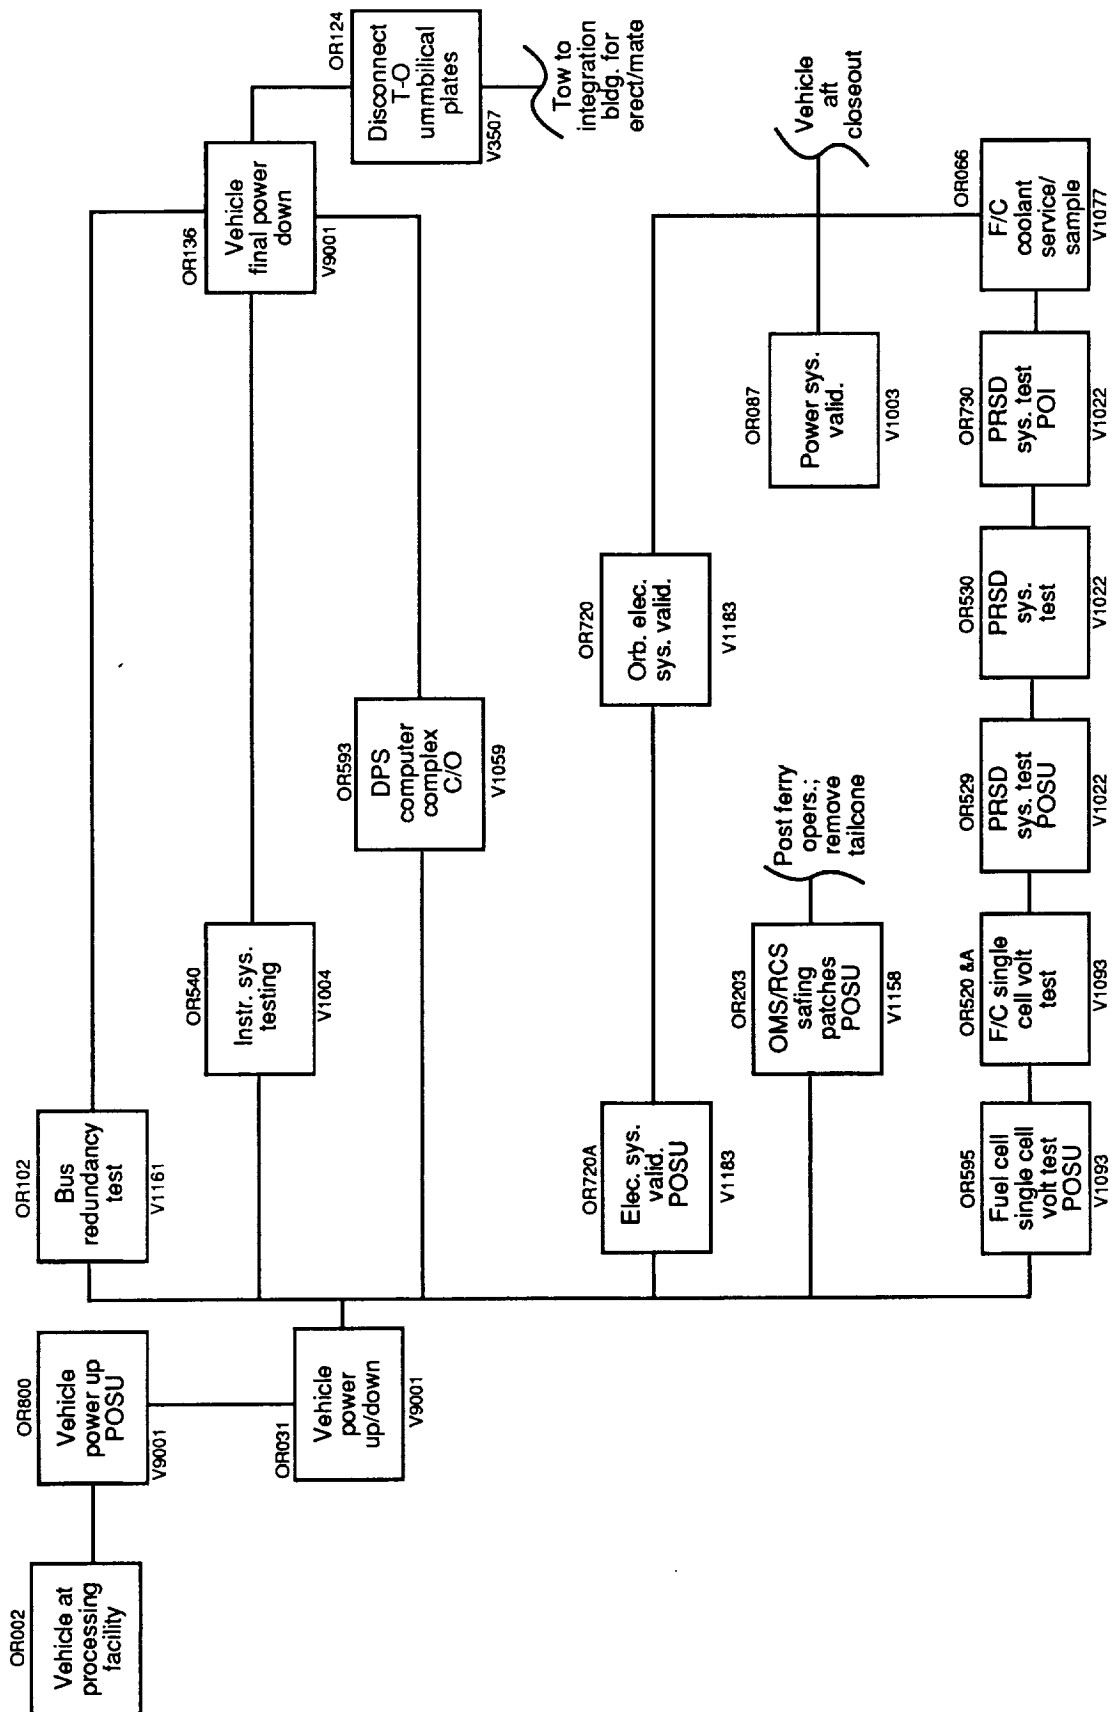 OR002
Vehicle at
processing
facility
OR800
Vehicle
power up
POSU
V9001
OR031
Vehicle
power
up/down
V9001
OR102
Bus
redundancy
test
V1161
OR540
Instr. sys.
testing
V1004
OR593
DPS
computer
complex
C/O
V1059
OR136
Vehicle
final power
down
V9001
OR124
Disconnect
T-O
ummbilical
plates
V3507
Tow to
integration
bldg. for
erect/mate
OR720A
Elec. sys.
valid.
POSU
V1183
OR720
Orb. elec.
sys. valid.
V1183
OR203
OMS/RCS
safing
patches
POSU
V1158
Post ferry
opers.;
remove
tailcone
OR087
Power sys.
valid.
V1003
Vehicle
aft
closeout
OR595
Fuel cell
single cell
volt test
POSU
V1093
OR520 &A
F/C single
cell volt
test
V1093
OR529
PRSD
sys. test
POSU
V1022
OR530
PRSD
sys.
test
V1022
OR730
PRSD
sys. test
POI
V1022
OR066
F/C
coolant
service/
sample
V1077